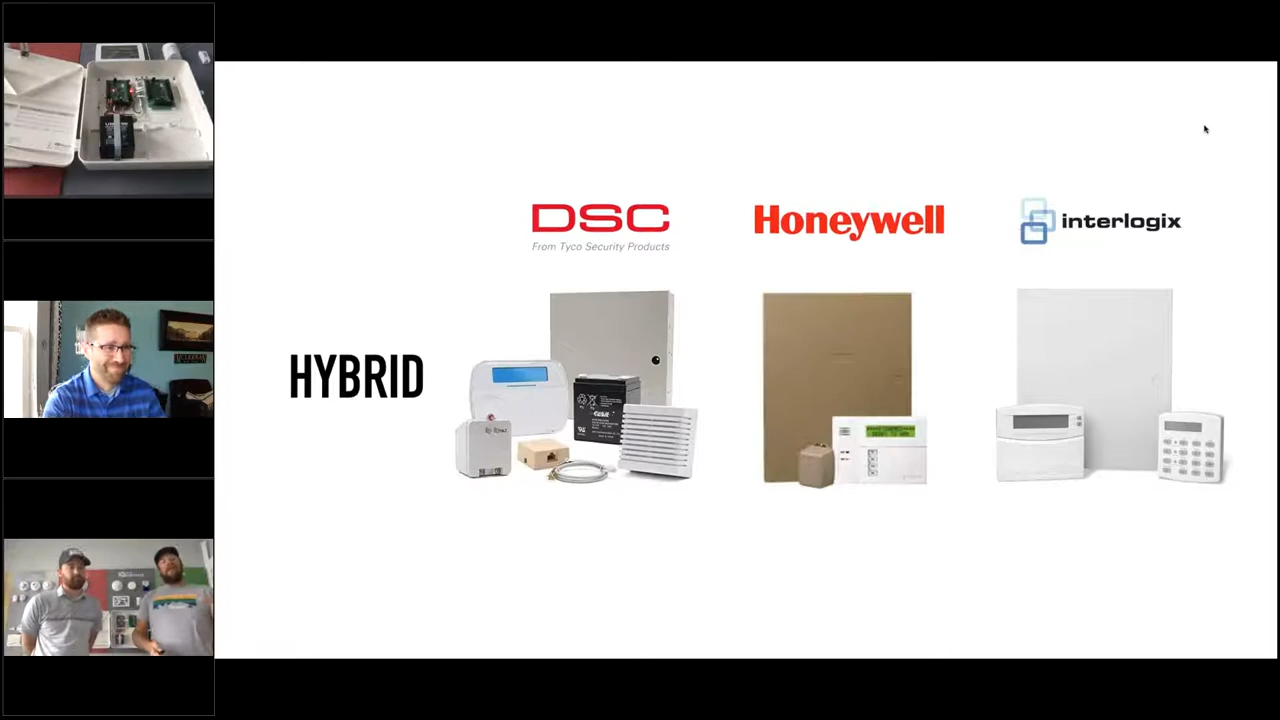 DSC
From Tyco Security Products
Honeywell
interlogix
HYBRID